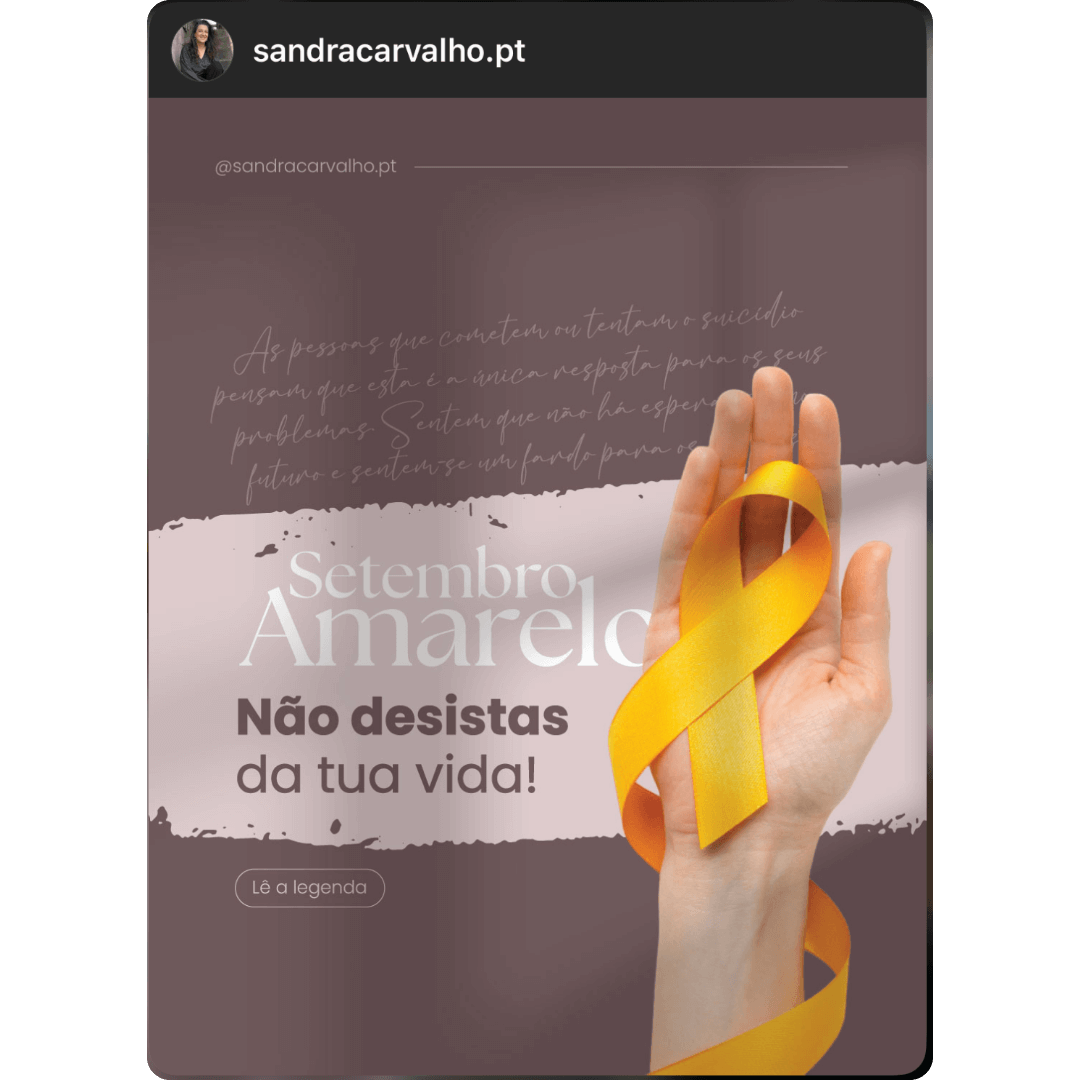 sandracarvalho.pt
@sandracarvalho.pt
As pessoas que cometem ou tentam o suicídio
pensam que esta é a única resposta para os seus
problemas. Sentem que não há
futuro e sentem-se um fardo para os
Setembro
Amarelo
Não desistas
da tua vida!
Lê a legenda